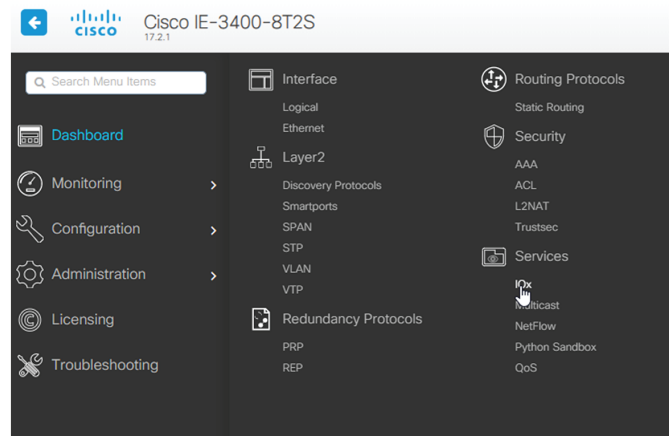 CISCO
Cisco IE-3400-8T2S
17.2.1
Search Menu Items
Dashboard
Monitoring
Configuration
Administration
Licensing
Troubleshooting
Interface
Logical
Ethernet
Layer2
Discovery Protocols
Smartports
SPAN
STP
VLAN
VTP
Redundancy Protocols
PRP
REP
Routing Protocols
Static Routing
Security
AAA
ACL
L2NAT
Trustsec
Services
IOx
Multicast
NetFlow
Python Sandbox
QoS